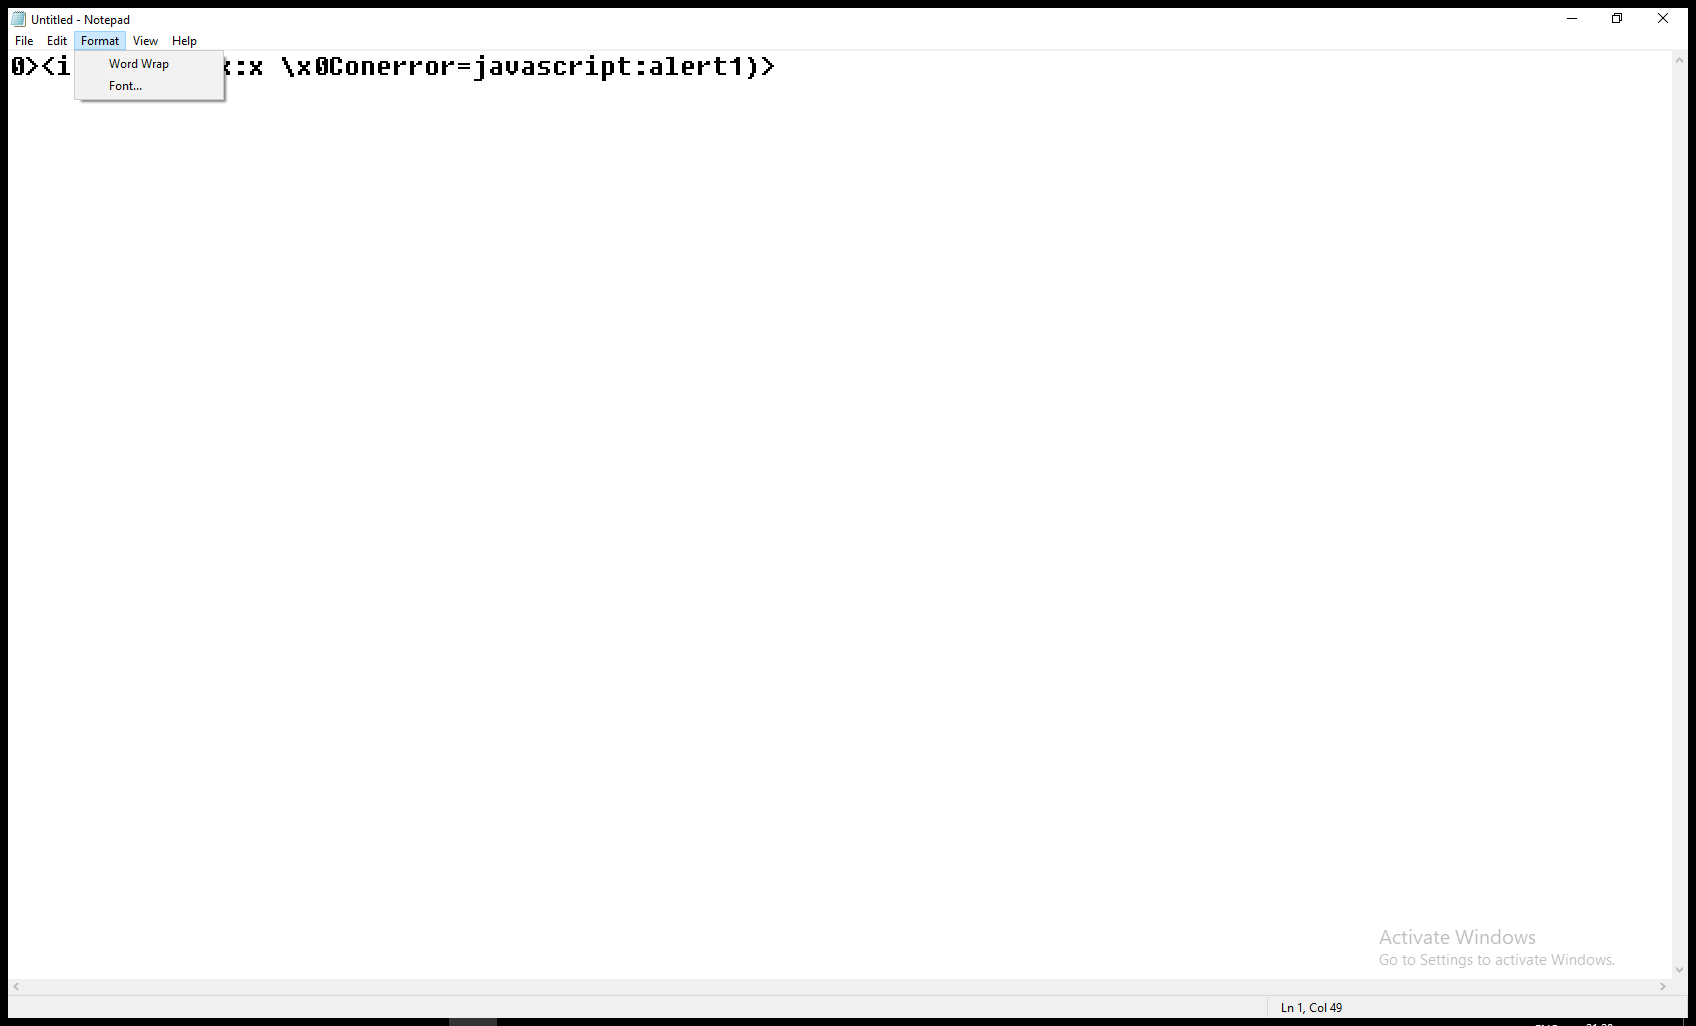 Untitled - Notepad
File Edit Format View Help
0><i :x \x0Conerror=javascript:alert1)>
Word Wrap
Font...
Activate Windows
Go to Settings to activate Windows.
Ln 1, Col 49